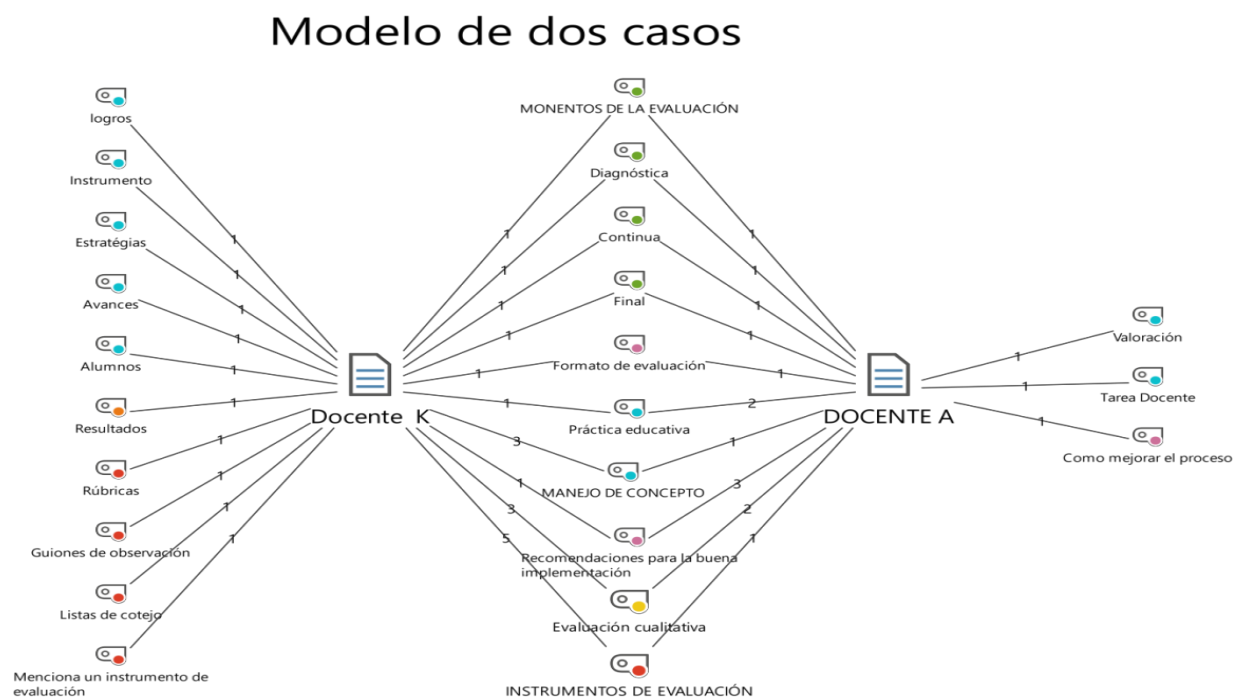 Modelo de dos casos
logros
Instrumento
Estratégias
Avances
Alumnos
Resultados
Rúbricas
Guiones de observación
Listas de cotejo
Menciona un instrumento de
evaluación
1
1
1
1
1
1
1
1
1
1
Docente K
MONENTOS DE LA EVALUACIÓN
Diagnóstica
Continua
Final
Formato de evaluación
Práctica educativa
MANEJO DE CONCEPTO
Recomendaciones para la buena
implementación
Evaluación cualitativa
INSTRUMENTOS DE EVALUACIÓN
1
1
1
1
1
1
3
1
3
5
1
1
1
1
1
2
1
3
2
1
DOCENTE A
1
1
1
Valoración
Tarea Docente
Como mejorar el proceso